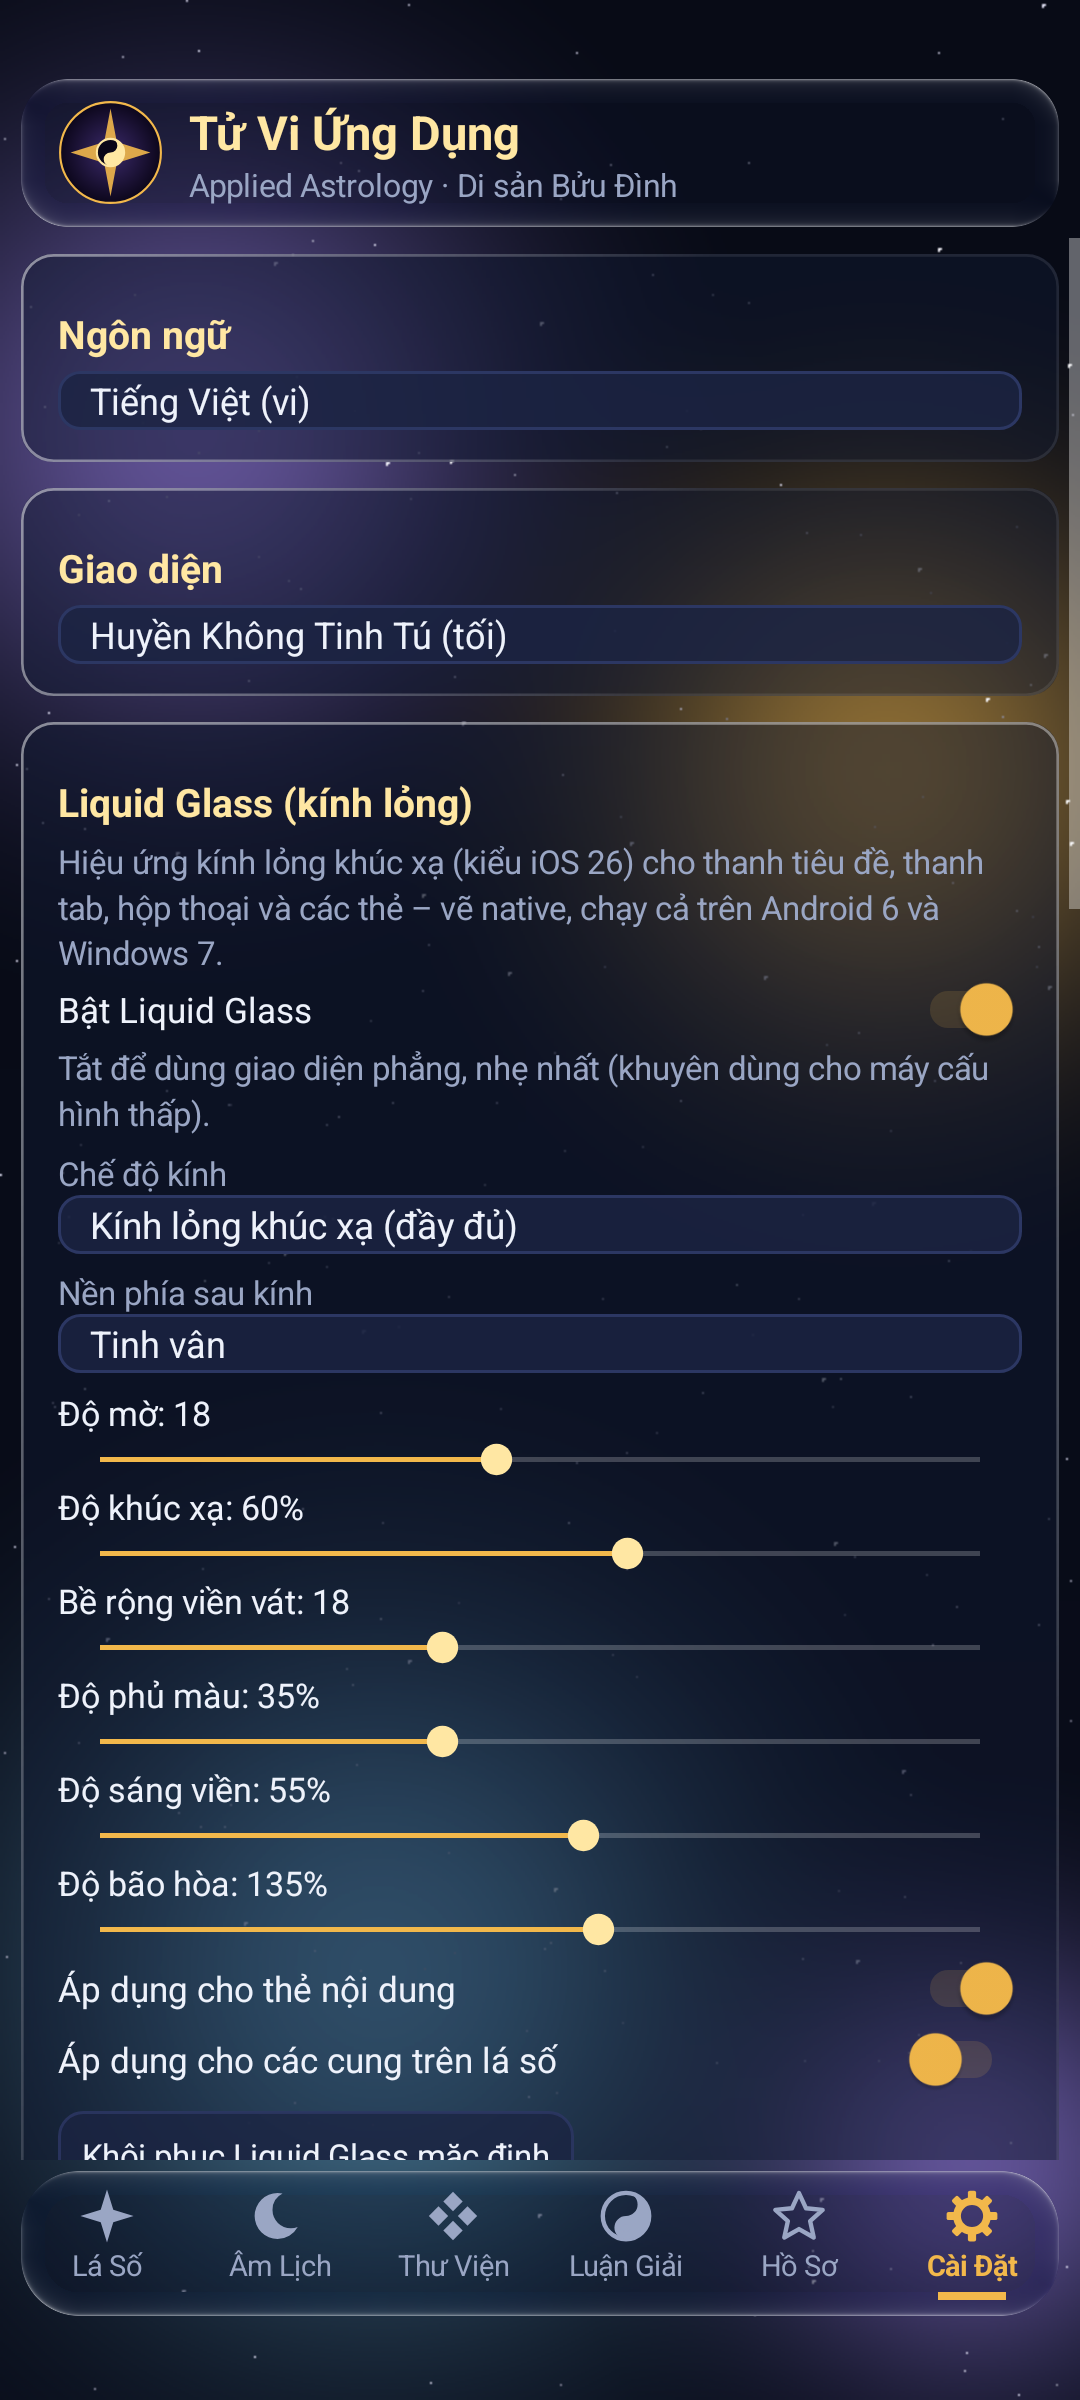 Tử Vi Ứng Dụng
Applied Astrology · Di sản Bửu Đình
Ngôn ngữ
Tiếng Việt (vi)
Giao diện
Huyền Không Tinh Tú (tối)
Liquid Glass (kính lỏng)
Hiệu ứng kính lỏng khúc xạ (kiểu iOS 26) cho thanh tiêu đề, thanh
tab, hộp thoại và các thẻ – vẽ native, chạy cả trên Android 6 và
Windows 7.
Bật Liquid Glass
Tắt để dùng giao diện phẳng, nhẹ nhất (khuyên dùng cho máy cấu
hình thấp).
Chế độ kính
Kính lỏng khúc xạ (đầy đủ)
Nền phía sau kính
Tinh vân
Độ mờ: 18
Độ khúc xạ: 60%
Bề rộng viền vát: 18
Độ phủ màu: 35%
Độ sáng viền: 55%
Độ bão hòa: 135%
Áp dụng cho thẻ nội dung
Áp dụng cho các cung trên lá số
Khôi phục Liquid Glass mặc định
Lá Số
Âm Lịch
Thư Viện
Luận Giải
Hồ Sơ
Cài Đặt